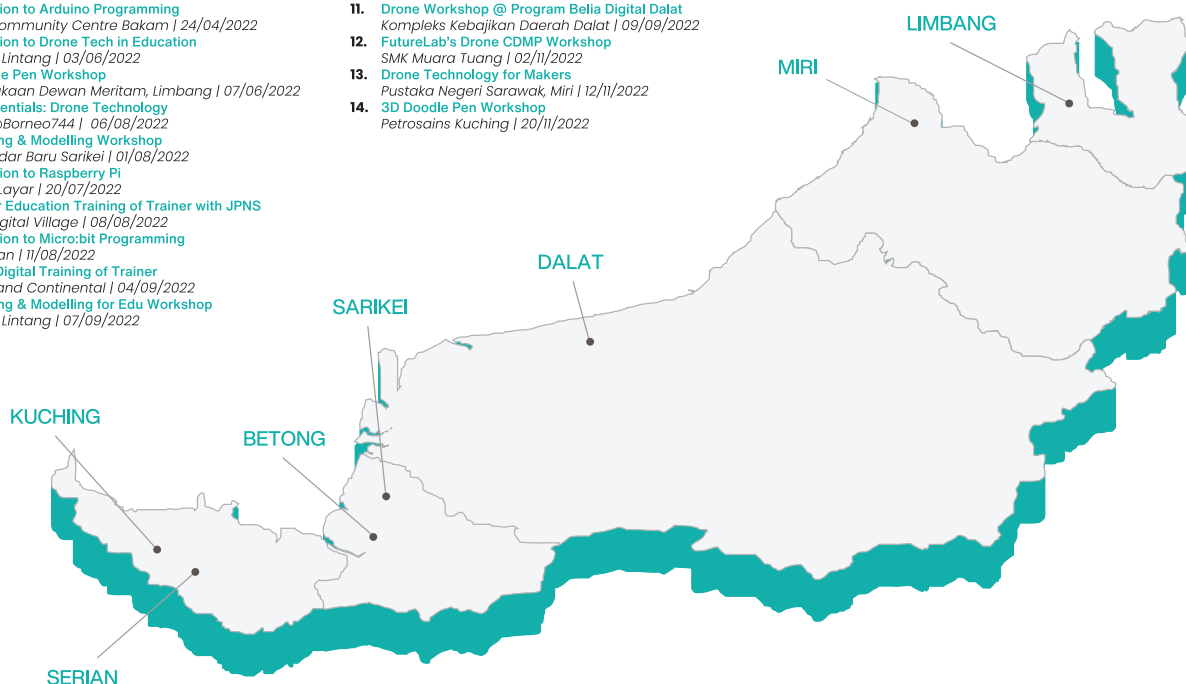 ion to Arduino Programming
ommunity Centre Bakam | 24/04/2022
ion to Drone Tech in Education
Lintang | 03/06/2022
e Pen Workshop
akaan Dewan Meritam, Limbang | 07/06/2022
entials: Drone Technology
Borneo744 | 06/08/2022
ng & Modelling Workshop
dar Baru Sarikei | 01/08/2022
ion to Raspberry Pi
Layar | 20/07/2022
r Education Training of Trainer with JPNS
gital Village | 08/08/2022
ion to Micro:bit Programming
an | 11/08/2022
Digital Training of Trainer
and Continental | 04/09/2022
ng & Modelling for Edu Workshop
Lintang | 07/09/2022
11. Drone Workshop @ Program Belia Digital Dalat
Kompleks Kebajikan Daerah Dalat | 09/09/2022
12. FutureLab's Drone CDMP Workshop
SMK Muara Tuang | 02/11/2022
13. Drone Technology for Makers
Pustaka Negeri Sarawak, Miri | 12/11/2022
14. 3D Doodle Pen Workshop
Petrosains Kuching | 20/11/2022
LIMBANG
MIRI
DALAT
SARIKEI
KUCHING
BETONG
SERIAN